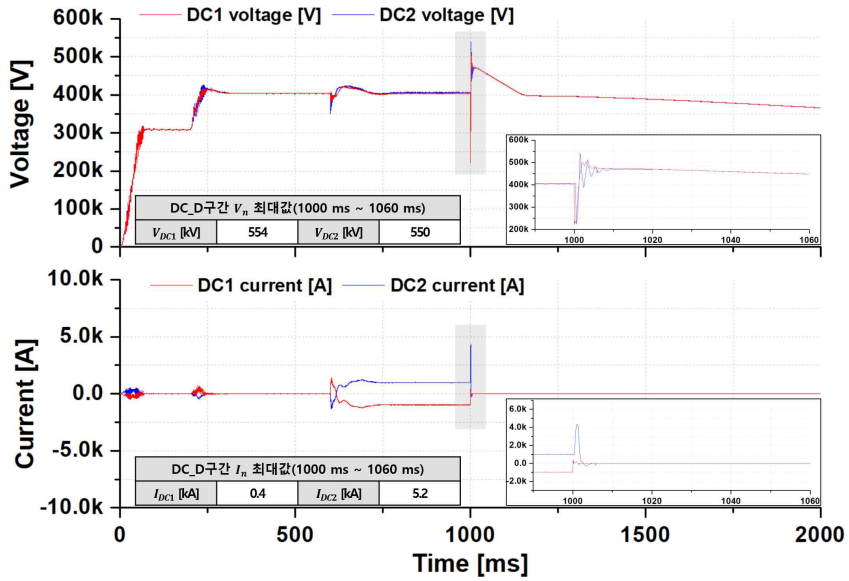 DC1 voltage [V] DC2 voltage [V]
600k
500k
400k
300k
200k
100k
0
Voltage [V]
DC_D구간 Vn 최대값(1000 ms ~ 1060 ms)
VDC1 [kV] 554 VDC2 [kV] 550
600k
500k
400k
300k
200k
1000 1020 1040 1060
DC1 current [A] DC2 current [A]
10.0k
5.0k
0.0
-5.0k
-10.0k
Current [A]
DC_D구간 In 최대값(1000 ms ~ 1060 ms)
IDC1 [kA] 0.4 IDC2 [kA] 5.2
6.0k
4.0k
2.0k
0.0
-2.0k
1000 1020 1040 1060
0 500 1000 1500 2000
Time [ms]